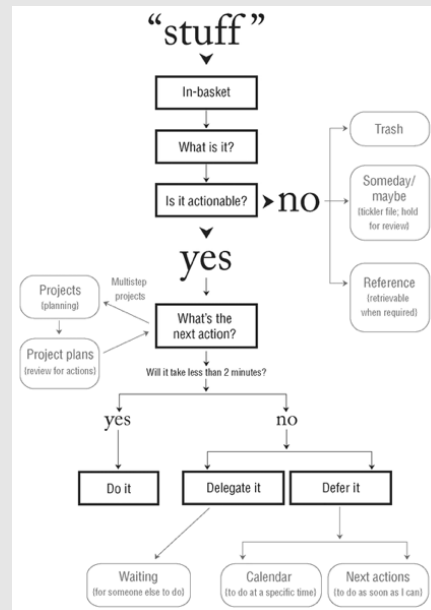 “stuff”
In-basket
What is it?
Is it actionable?
no
Trash
Someday/
maybe
(tickler file; hold
for review)
Reference
(retrievable
when required)
yes
Multistep
projects
Projects
(planning)
Project plans
(review for actions)
What's the
next action?
Will it take less than 2 minutes?
yes
no
Do it
Delegate it
Defer it
Waiting
(for someone else to do)
Calendar
(to do at a specific time)
Next actions
(to do as soon as I can)